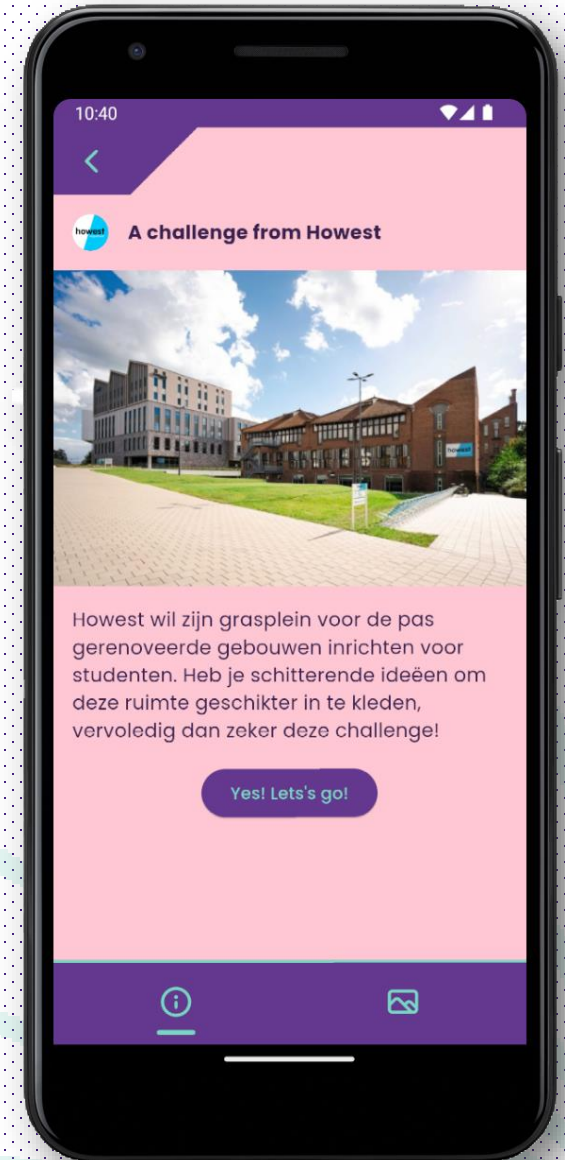 10:40
howest
A challenge from Howest
howest
Howest wil zijn grasplein voor de pas
gerenoveerde gebouwen inrichten voor
studenten. Heb je schitterende ideëen om
deze ruimte geschikter in te kleden,
vervoledig dan zeker deze challenge!
Yes! Lets's go!